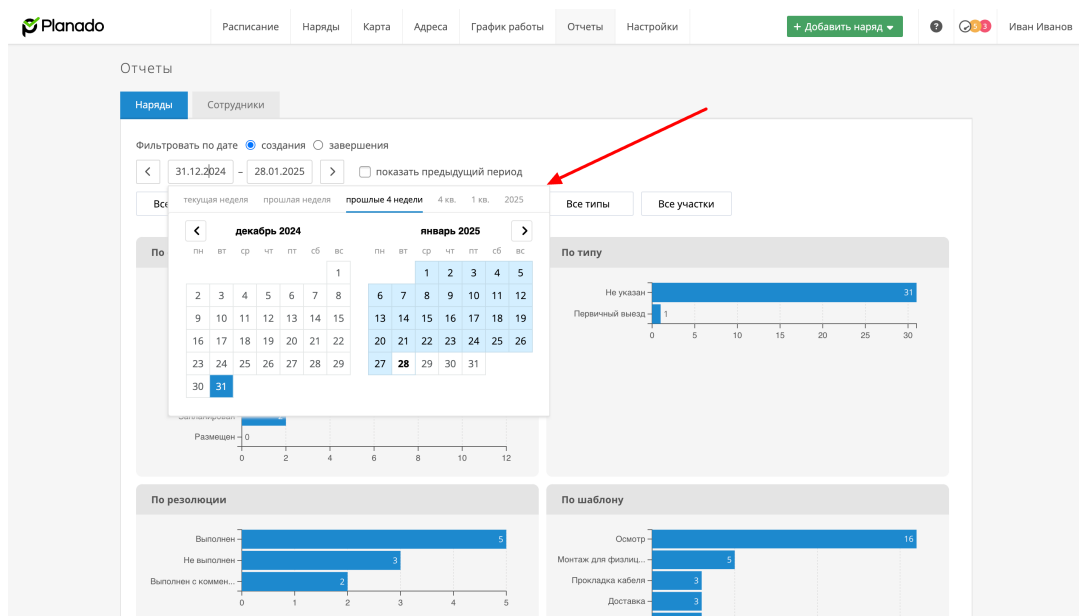 Planado
Расписание Наряды Карта Адреса График работы Отчеты Настройки + Добавить наряд ? 5 3 Иван Иванов
Отчеты
Наряды Сотрудники
Фильтровать по дате создания завершения
31.12.2024 – 28.01.2025 показать предыдущий период
Все типы Все участки
текущая неделя прошлая неделя прошлые 4 недели 4 кв. 1 кв. 2025
декабрь 2024 январь 2025
пн вт ср чт пт сб вс пн вт ср чт пт сб вс
1 1 2 3 4 5
2 3 4 5 6 7 8 6 7 8 9 10 11 12
9 10 11 12 13 14 15 13 14 15 16 17 18 19
16 17 18 19 20 21 22 20 21 22 23 24 25 26
23 24 25 26 27 28 29 27 28 29 30 31
30 31
По
По типу
Не указан 31
Первичный выезд 1
0 5 10 15 20 25 30
Размещен 0
0 2 4 6 8 10 12
По резолюции
Выполнен 5
Не выполнен 3
Выполнен с коммен... 2
0 1 2 3 4 5
По шаблону
Осмотр 16
Монтаж для физлиц... 5
Прокладка кабеля 3
Доставка 3